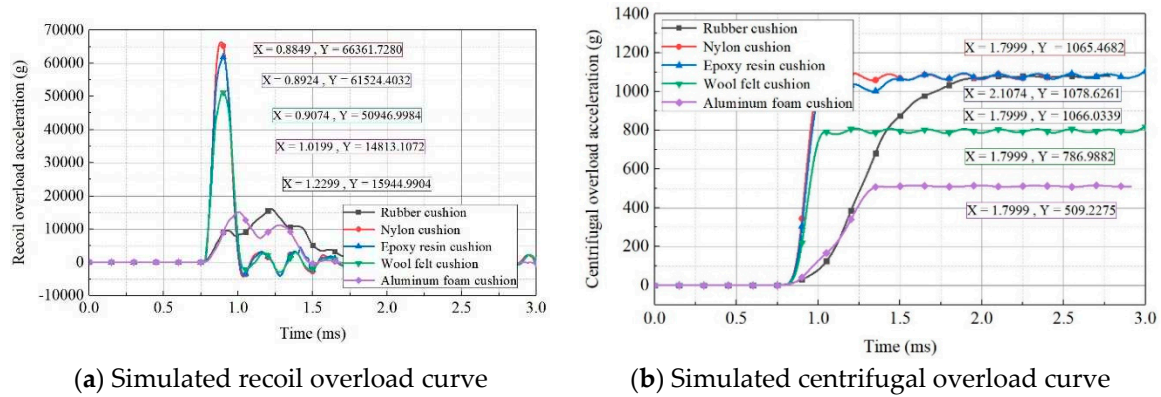 70000
60000
50000
40000
30000
20000
10000
0
-10000
Recoil overload acceleration (g)
X = 0.8849 , Y = 66361.7280
X = 0.8924 , Y = 61524.4032
X = 0.9074 , Y = 50946.9984
X = 1.0199 , Y = 14813.1072
X = 1.2299 , Y = 15944.9904
Rubber cushion
Nylon cushion
Epoxy resin cushion
Wool felt cushion
Aluminum foam cushion
0.0 0.5 1.0 1.5 2.0 2.5 3.0
Time (ms)
(a) Simulated recoil overload curve
1400
1200
1000
800
600
400
200
0
Centrifugal overload acceleration (g)
Rubber cushion
Nylon cushion
Epoxy resin cushion
Wool felt cushion
Aluminum foam cushion
X = 1.7999 , Y = 1065.4682
X = 2.1074 , Y = 1078.6261
X = 1.7999 , Y = 1066.0339
X = 1.7999 , Y = 786.9882
X = 1.7999 , Y = 509.2275
0.0 0.5 1.0 1.5 2.0 2.5 3.0
Time (ms)
(b) Simulated centrifugal overload curve